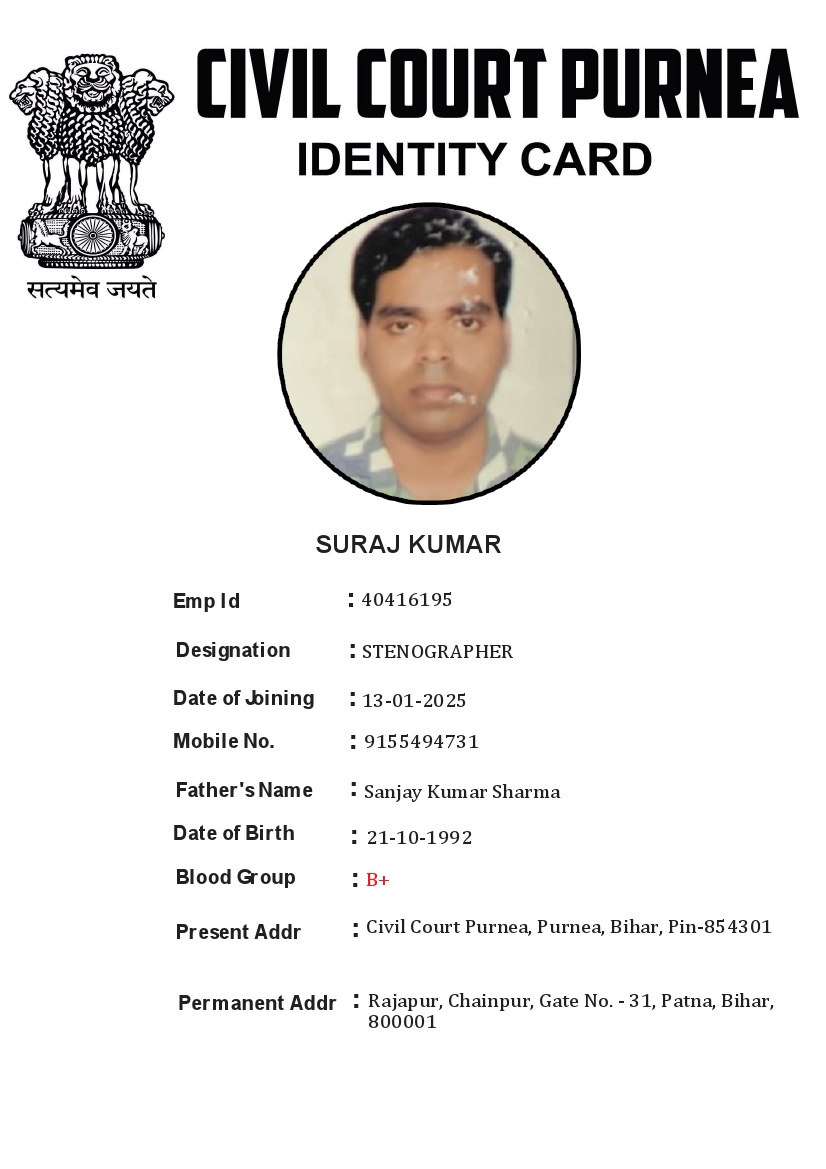 CIVIL COURT PURNEA
IDENTITY CARD
सत्यमेव जयते
SURAJ KUMAR
Emp Id : 40416195
Designation : STENOGRAPHER
Date of Joining : 13-01-2025
Mobile No. : 9155494731
Father's Name : Sanjay Kumar Sharma
Date of Birth : 21-10-1992
Blood Group : B+
Present Addr : Civil Court Purnea, Purnea, Bihar, Pin-854301
Permanent Addr : Rajapur, Chainpur, Gate No. - 31, Patna, Bihar,
800001